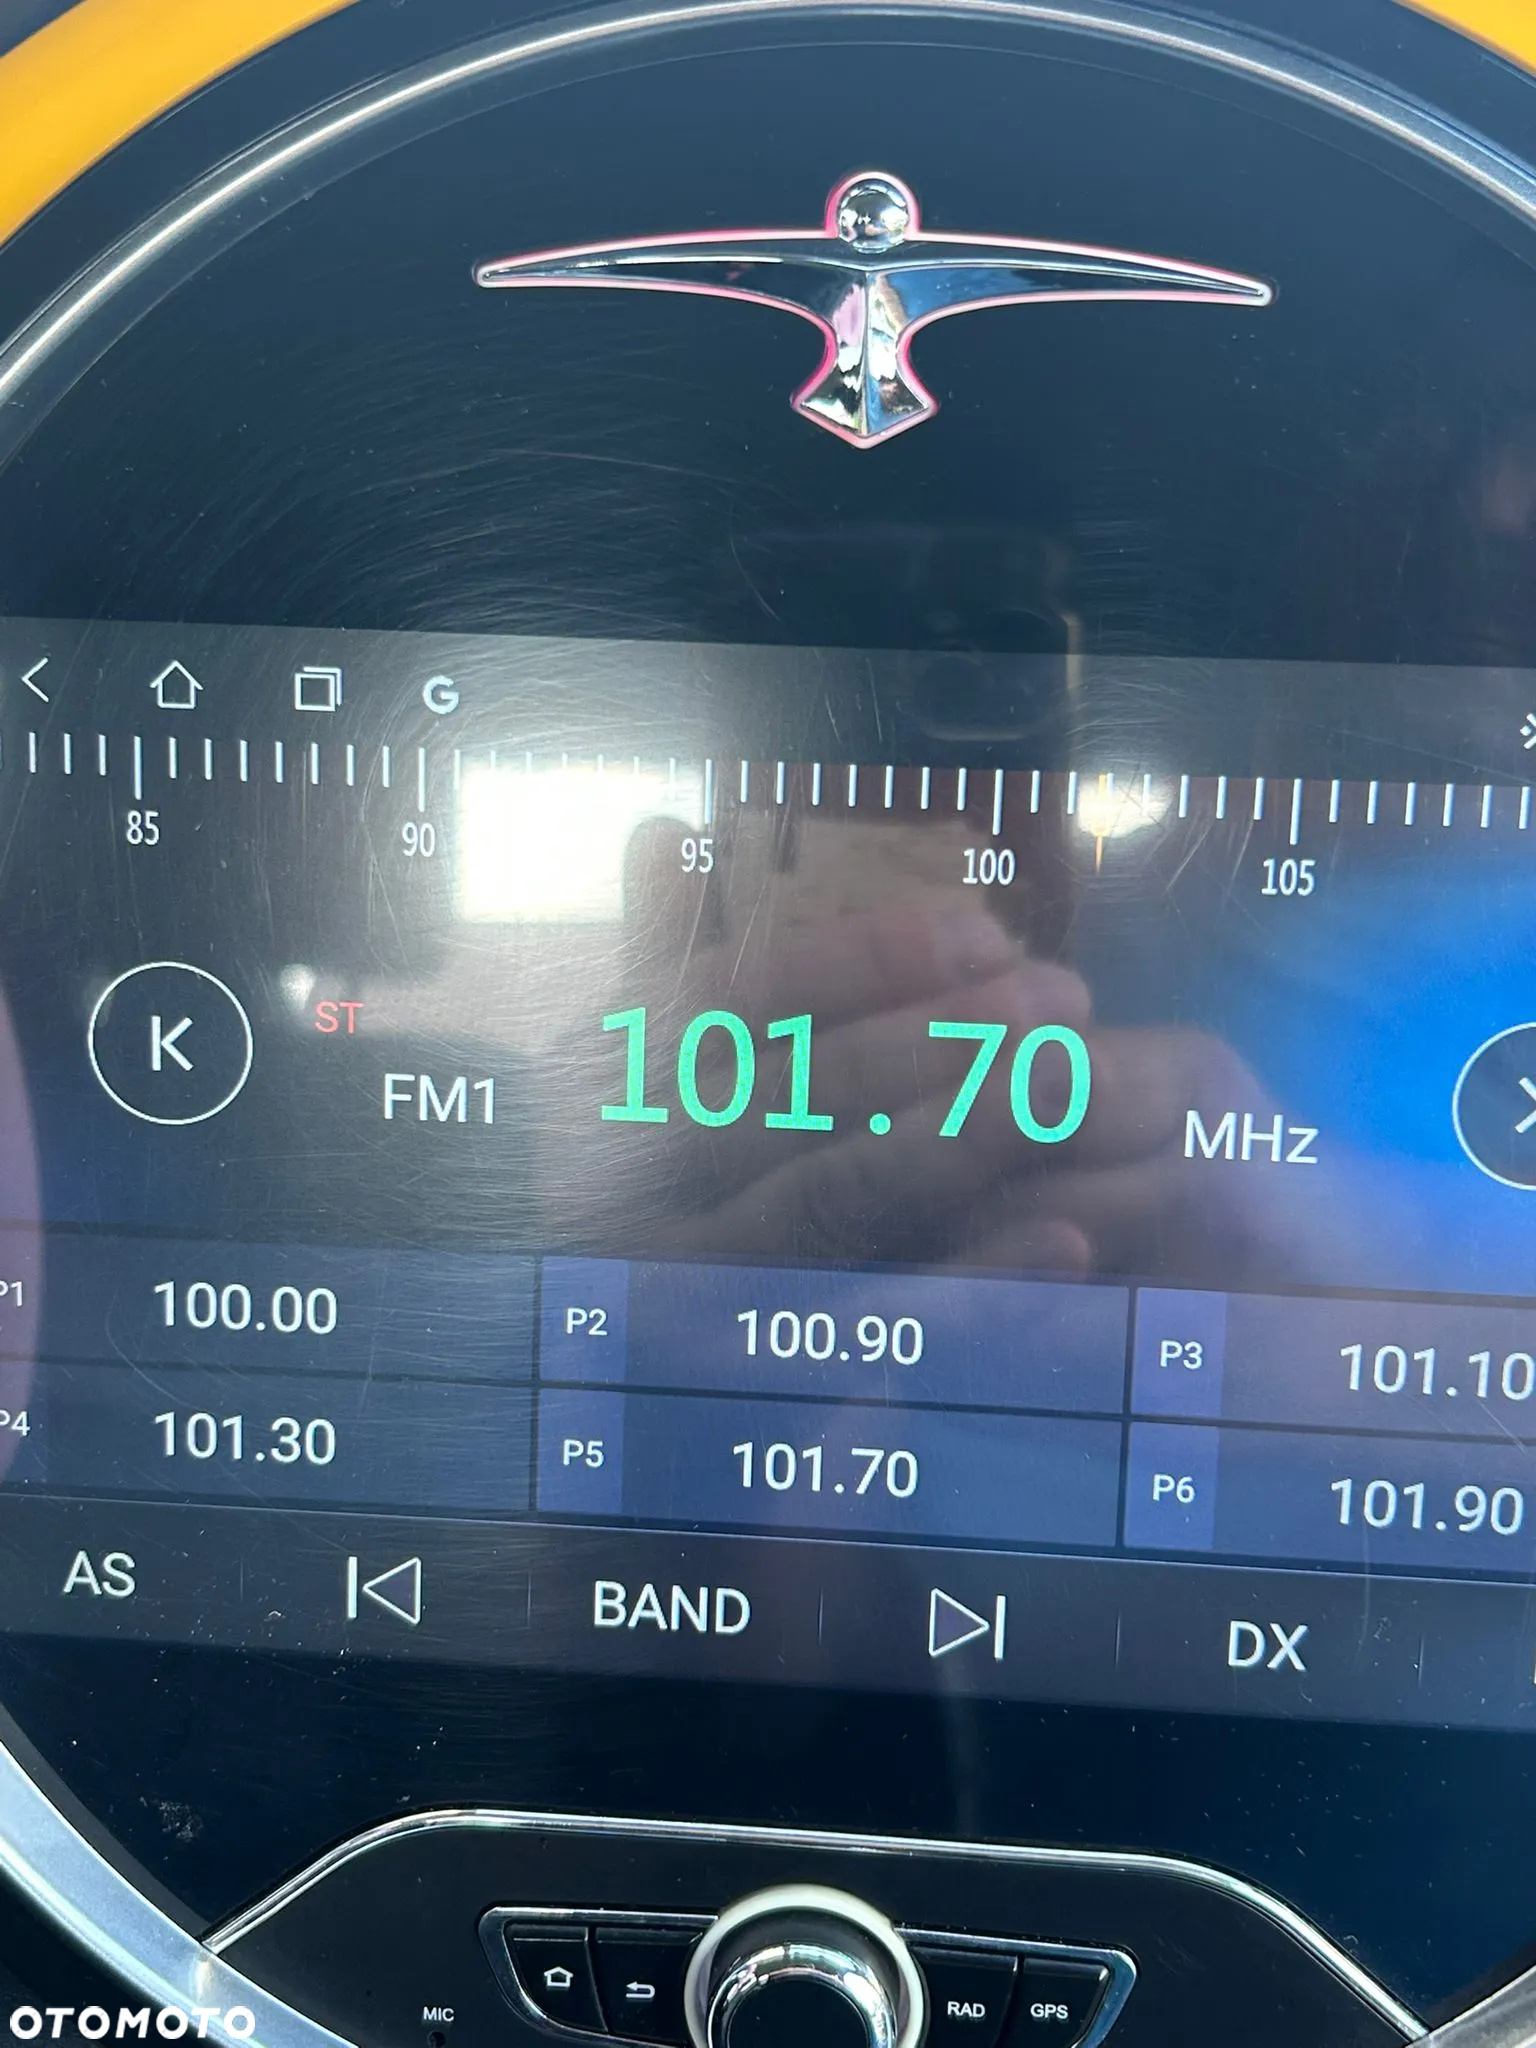 G
85 90 95 100 105
K ST FM1 101.70 MHz
P1 100.00 P2 100.90 P3 101.10
P4 101.30 P5 101.70 P6 101.90
AS BAND DX
MIC RAD GPS
OTOMOTO